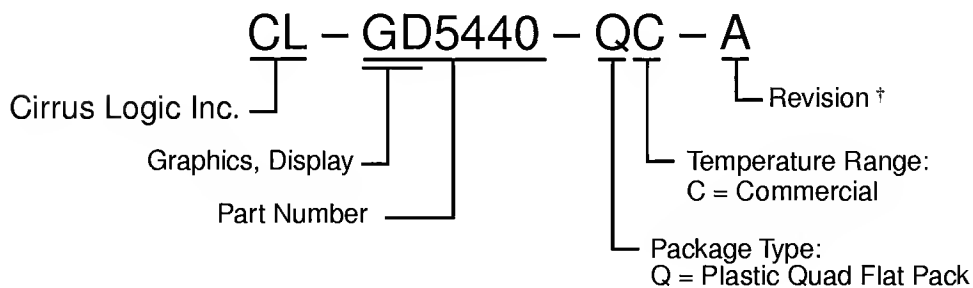 CL – GD5440 – QC – A
Cirrus Logic Inc.
Revision †
Graphics, Display
Temperature Range:
C = Commercial
Part Number
Package Type:
Q = Plastic Quad Flat Pack